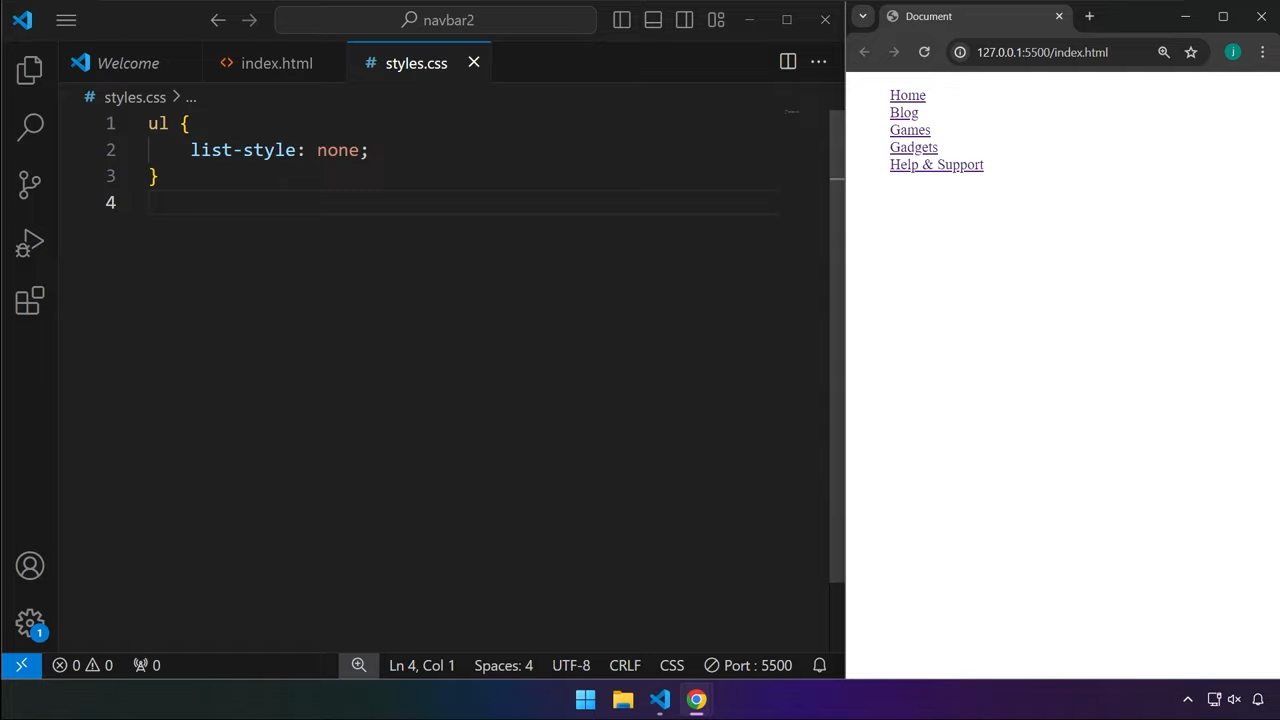 navbar2
Welcome
<> index.html
# styles.css
# styles.css > ...
1 ul {
2 list-style: none;
3 }
4
1
0 0 0
Ln 4, Col 1
Spaces: 4
UTF-8
CRLF
CSS
Port : 5500
Document
127.0.0.1:5500/index.html
j
Home
Blog
Games
Gadgets
Help & Support